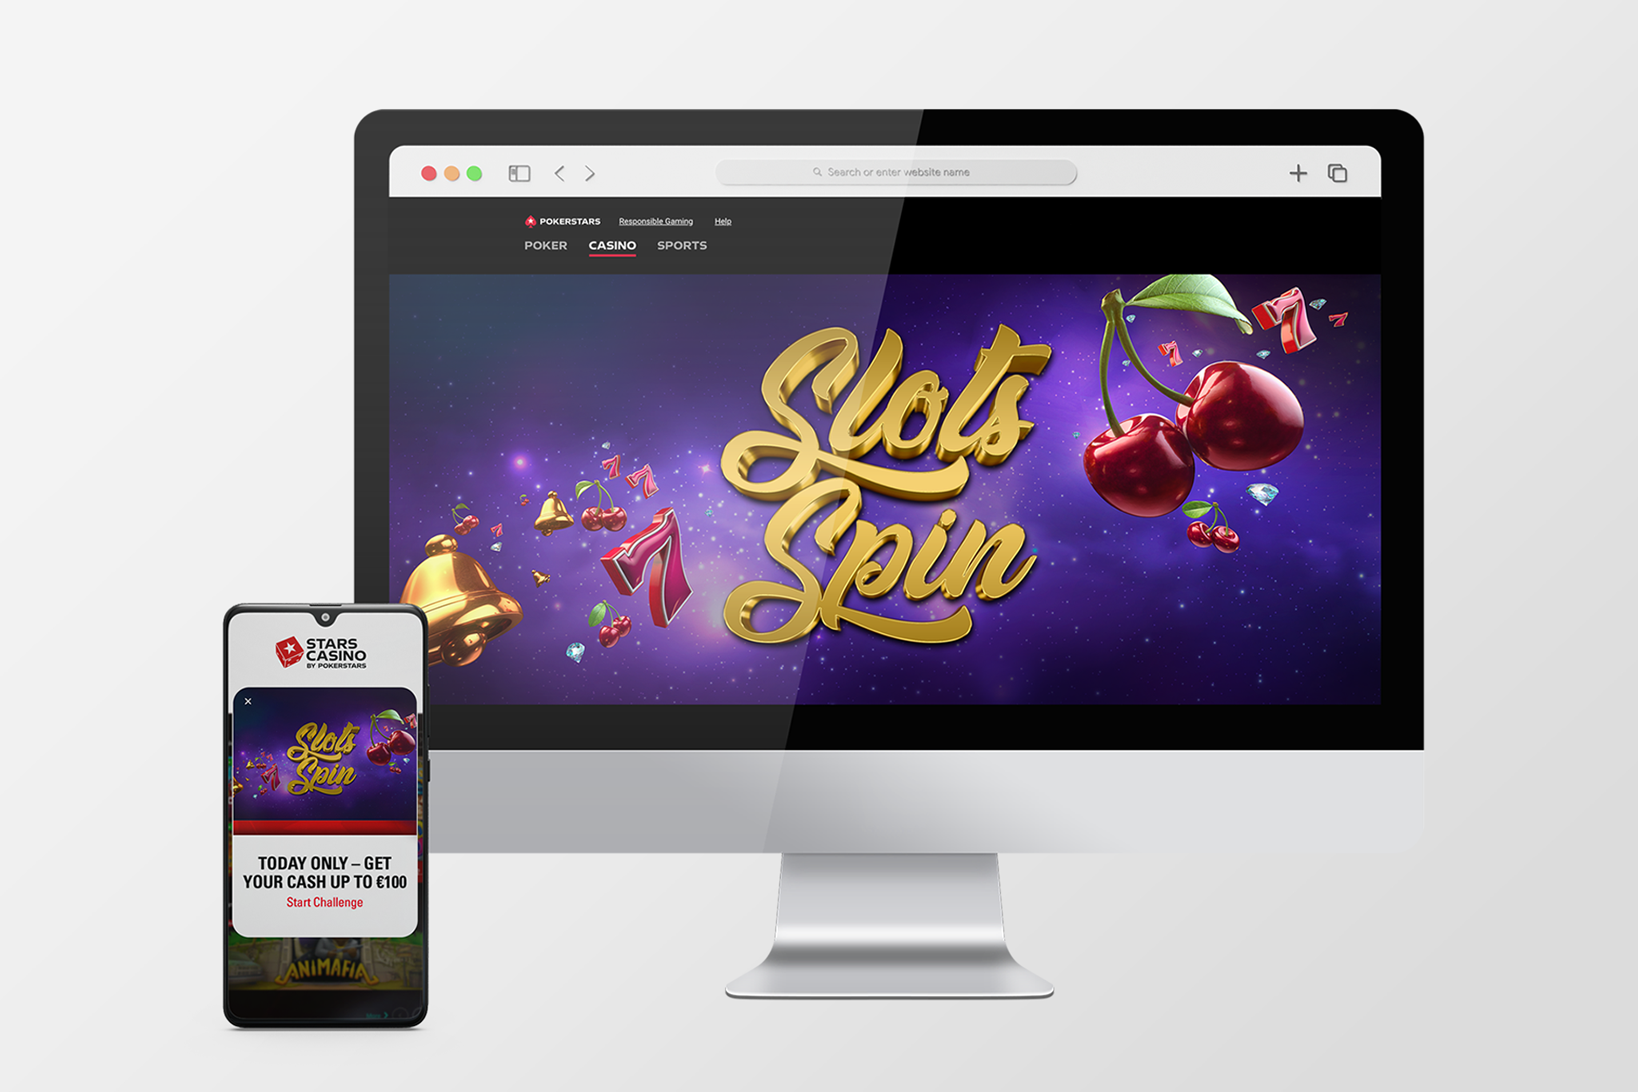 Search or enter website name
POKERSTARS Responsible Gaming Help
POKER CASINO SPORTS
Slots
Spin
STARS
CASINO
BY POKERSTARS
Slots
Spin
TODAY ONLY – GET
YOUR CASH UP TO €100
Start Challenge
ANIMAFIA
More